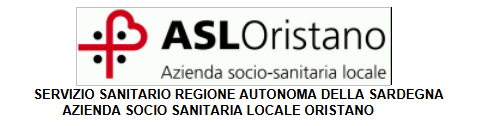 ASLOristano
Azienda socio-sanitaria locale
SERVIZIO SANITARIO REGIONE AUTONOMA DELLA SARDEGNA
AZIENDA SOCIO SANITARIA LOCALE ORISTANO